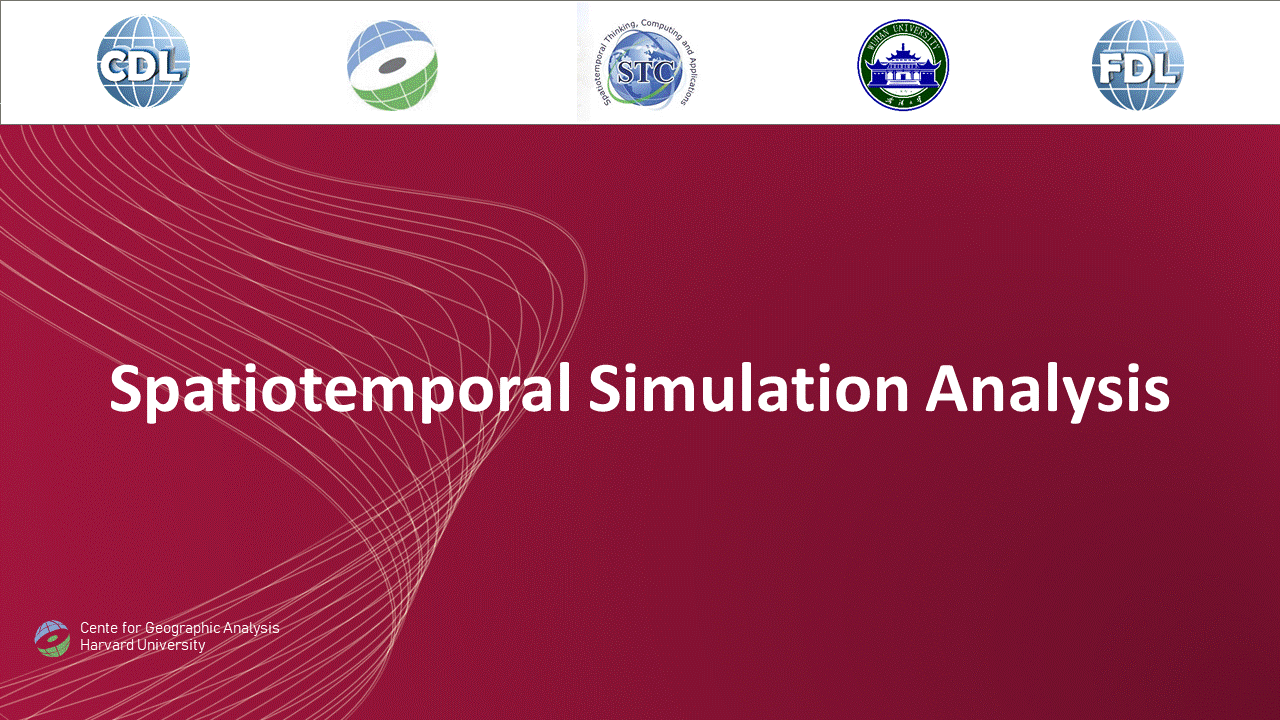 CDL
Spatiotemporal Thinking, Computing and Applications
STC
WUHAN UNIVERSITY
FDL
Spatiotemporal Simulation Analysis
Cente for Geographic Analysis
Harvard University